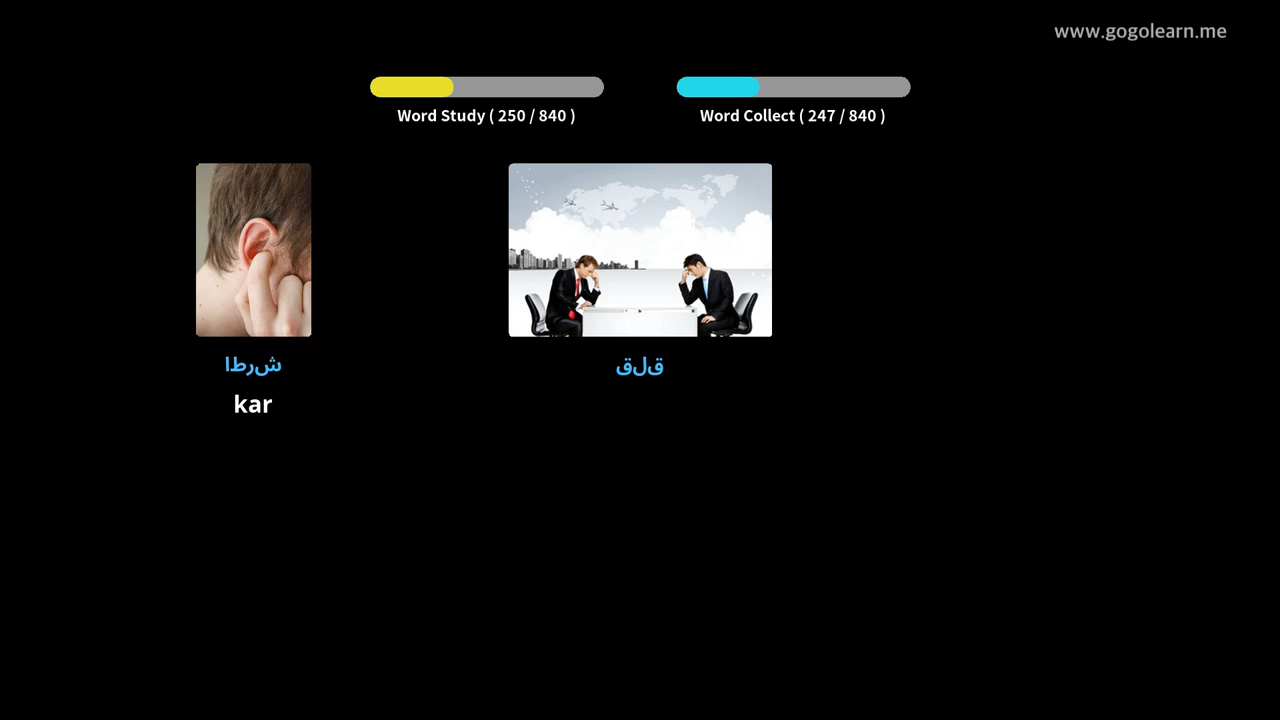 www.gogolearn.me
Word Study ( 250 / 840 )
Word Collect ( 247 / 840 )
شرطا
قلق
kar